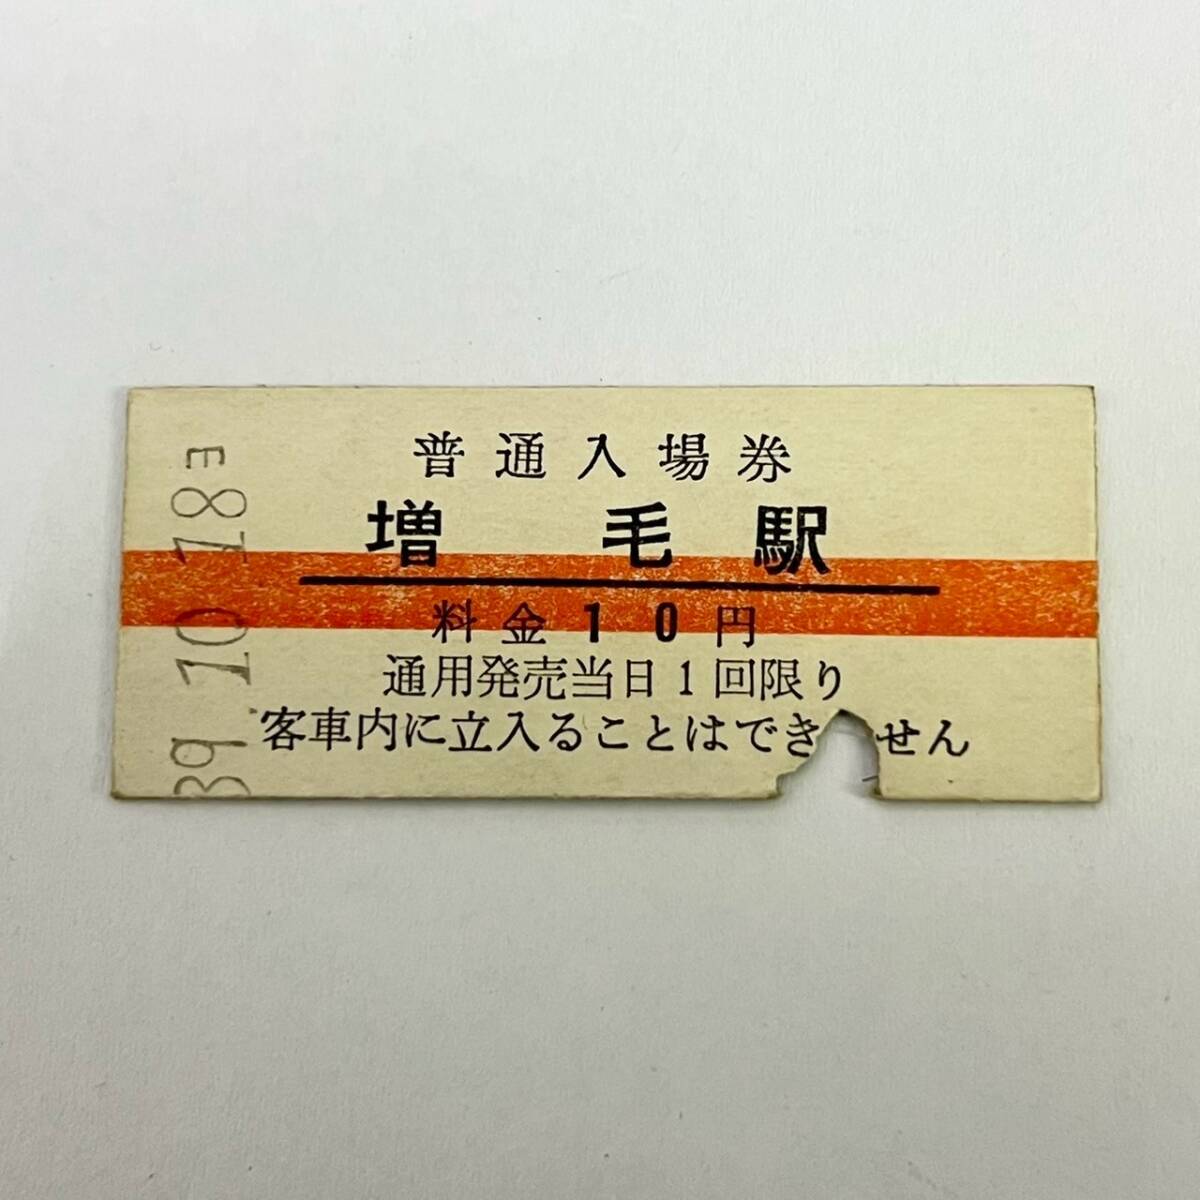 普通入場券
増毛駅
料金10円
通用発売当日1回限り
客車内に立入ることはでき せん
39.10.18